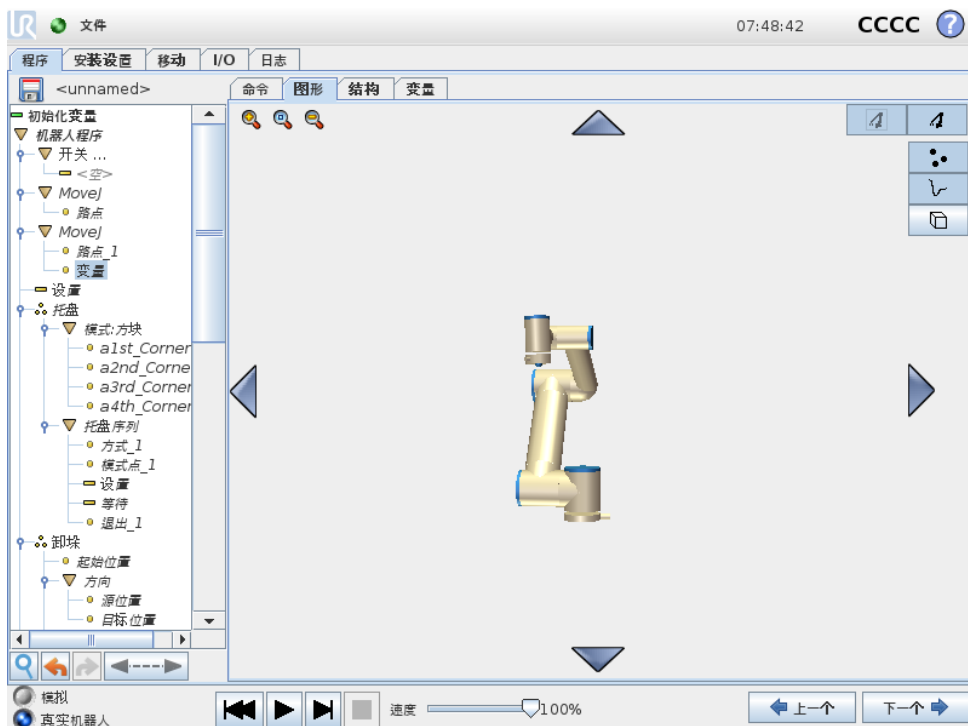 UR 文件 07:48:42 CCCC ?
程序 安装设置 移动 I/O 日志
<unnamed> 命令 图形 结构 变量
初始化变量
机器人程序
开关 ...
<空>
MoveJ
路点
MoveJ
路点_1
变量
设置
托盘
模式:方块
a1st_Corner
a2nd_Corne
a3rd_Corner
a4th_Corner
托盘序列
方式_1
模式点_1
设置
等待
退出_1
卸垛
起始位置
方向
源位置
目标位置
模拟
真实机器人
速度 100% 上一个 下一个